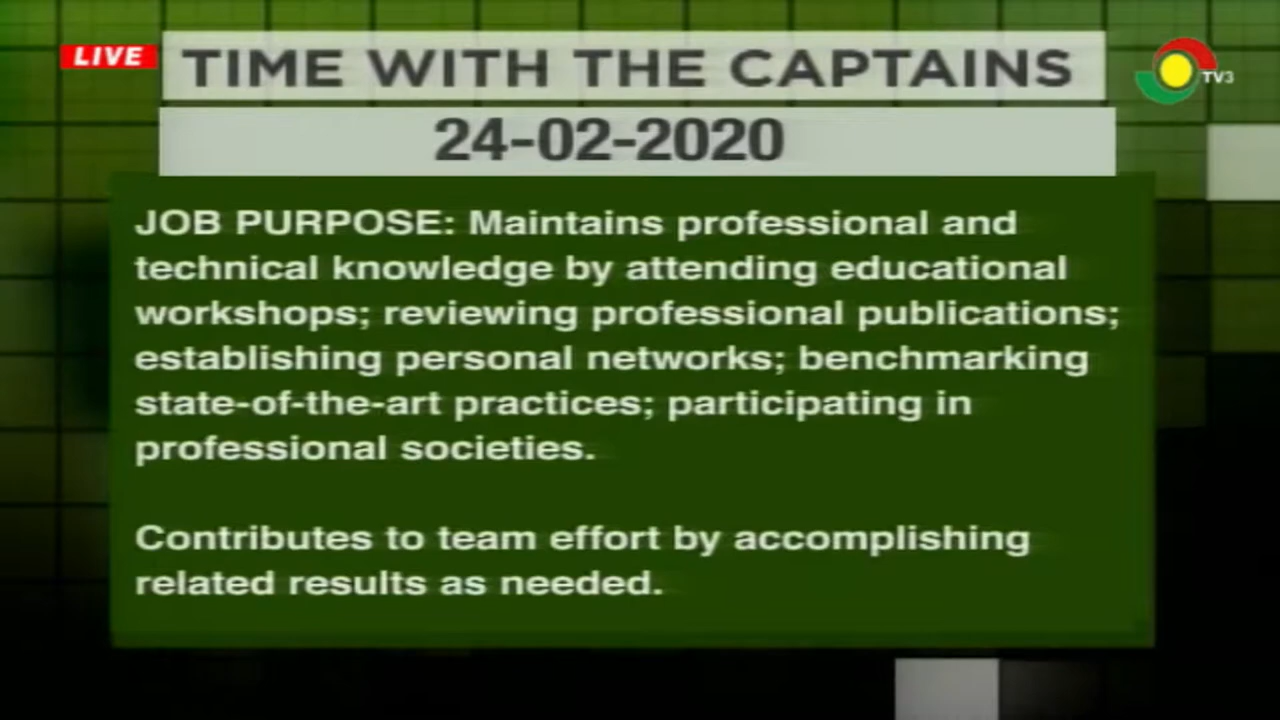 LIVE
TIME WITH THE CAPTAINS
TV3
24-02-2020
JOB PURPOSE: Maintains professional and
technical knowledge by attending educational
workshops; reviewing professional publications;
establishing personal networks; benchmarking
state-of-the-art practices; participating in
professional societies.
Contributes to team effort by accomplishing
related results as needed.